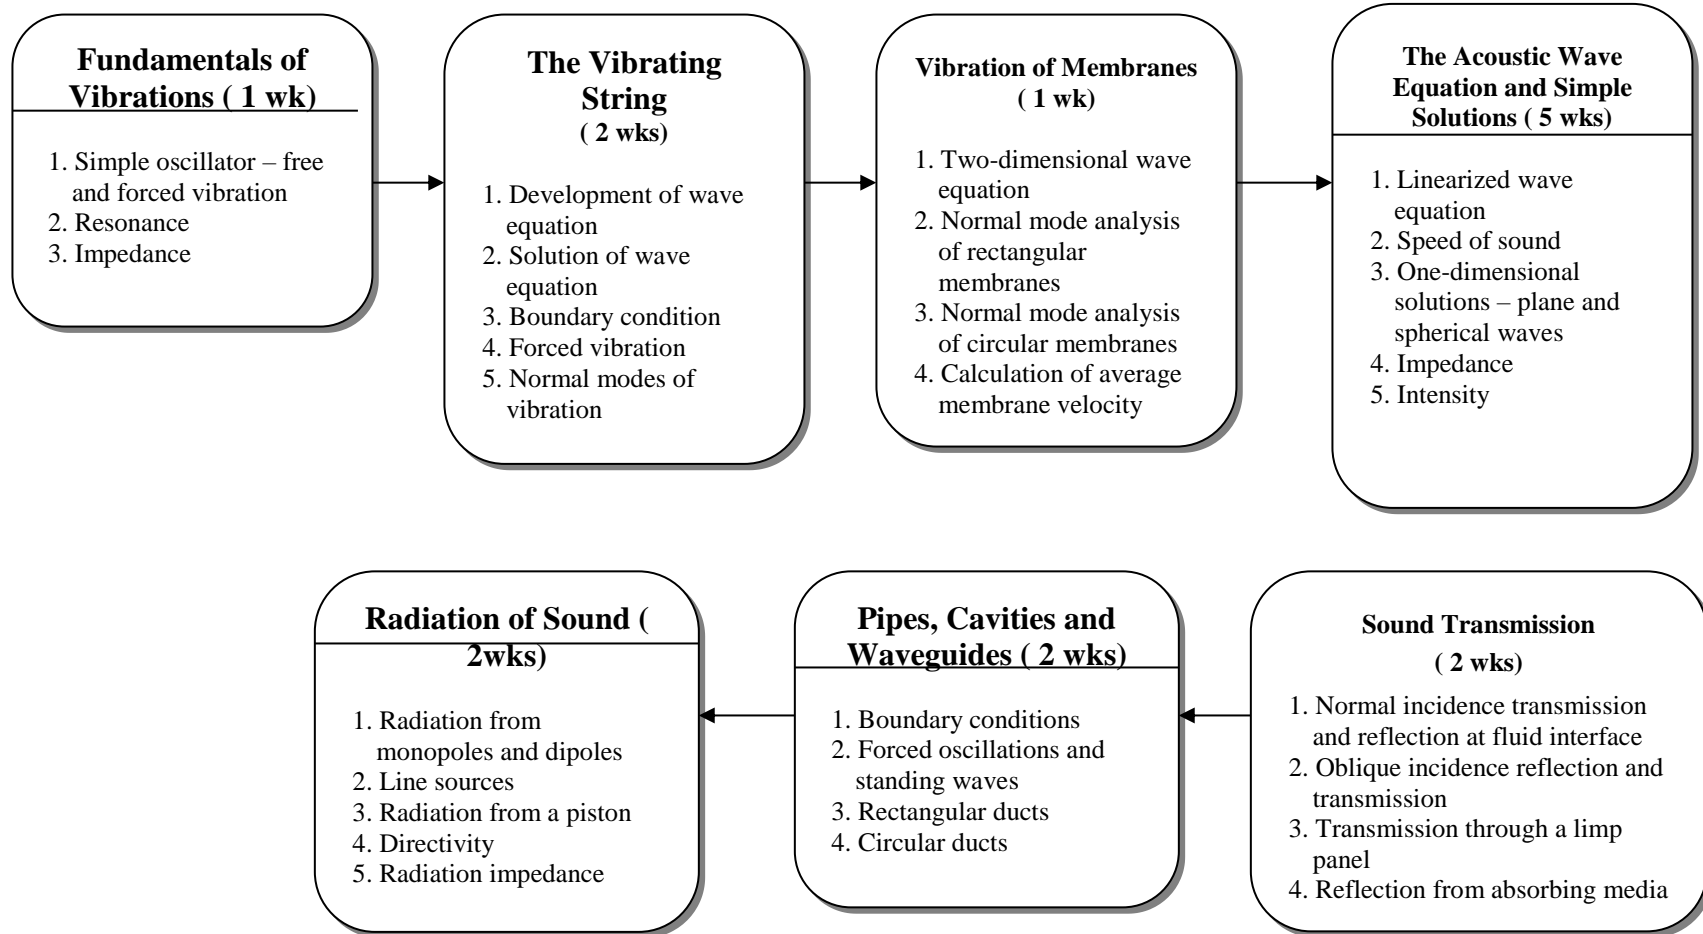 Fundamentals of
Vibrations ( 1 wk)
1. Simple oscillator – free
and forced vibration
2. Resonance
3. Impedance
The Vibrating
String
( 2 wks)
1. Development of wave
equation
2. Solution of wave
equation
3. Boundary condition
4. Forced vibration
5. Normal modes of
vibration
Vibration of Membranes
( 1 wk)
1. Two-dimensional wave
equation
2. Normal mode analysis
of rectangular
membranes
3. Normal mode analysis
of circular membranes
4. Calculation of average
membrane velocity
The Acoustic Wave
Equation and Simple
Solutions ( 5 wks)
1. Linearized wave
equation
2. Speed of sound
3. One-dimensional
solutions – plane and
spherical waves
4. Impedance
5. Intensity
Radiation of Sound (
2wks)
1. Radiation from
monopoles and dipoles
2. Line sources
3. Radiation from a piston
4. Directivity
5. Radiation impedance
Pipes, Cavities and
Waveguides ( 2 wks)
1. Boundary conditions
2. Forced oscillations and
standing waves
3. Rectangular ducts
4. Circular ducts
Sound Transmission
( 2 wks)
1. Normal incidence transmission
and reflection at fluid interface
2. Oblique incidence reflection and
transmission
3. Transmission through a limp
panel
4. Reflection from absorbing media